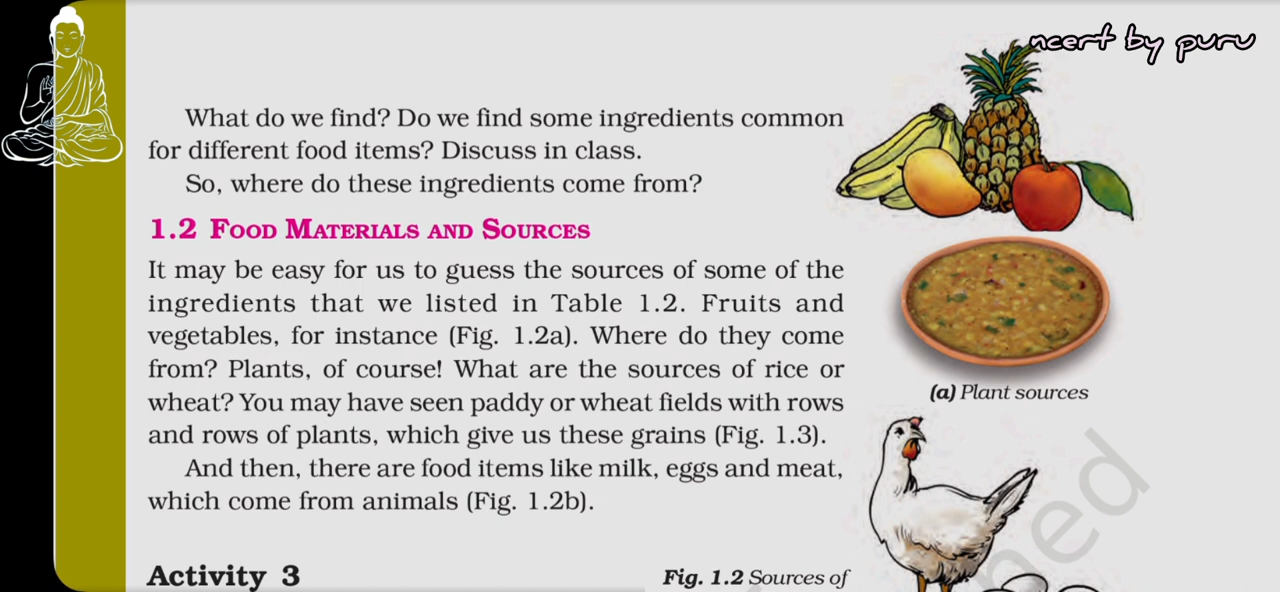 ncert by puru
What do we find? Do we find some ingredients common
for different food items? Discuss in class.
So, where do these ingredients come from?
1.2 FOOD MATERIALS AND SOURCES
It may be easy for us to guess the sources of some of the
ingredients that we listed in Table 1.2. Fruits and
vegetables, for instance (Fig. 1.2a). Where do they come
from? Plants, of course! What are the sources of rice or
wheat? You may have seen paddy or wheat fields with rows
and rows of plants, which give us these grains (Fig. 1.3).
And then, there are food items like milk, eggs and meat,
which come from animals (Fig. 1.2b).
(a) Plant sources
Activity 3
Fig. 1.2 Sources of